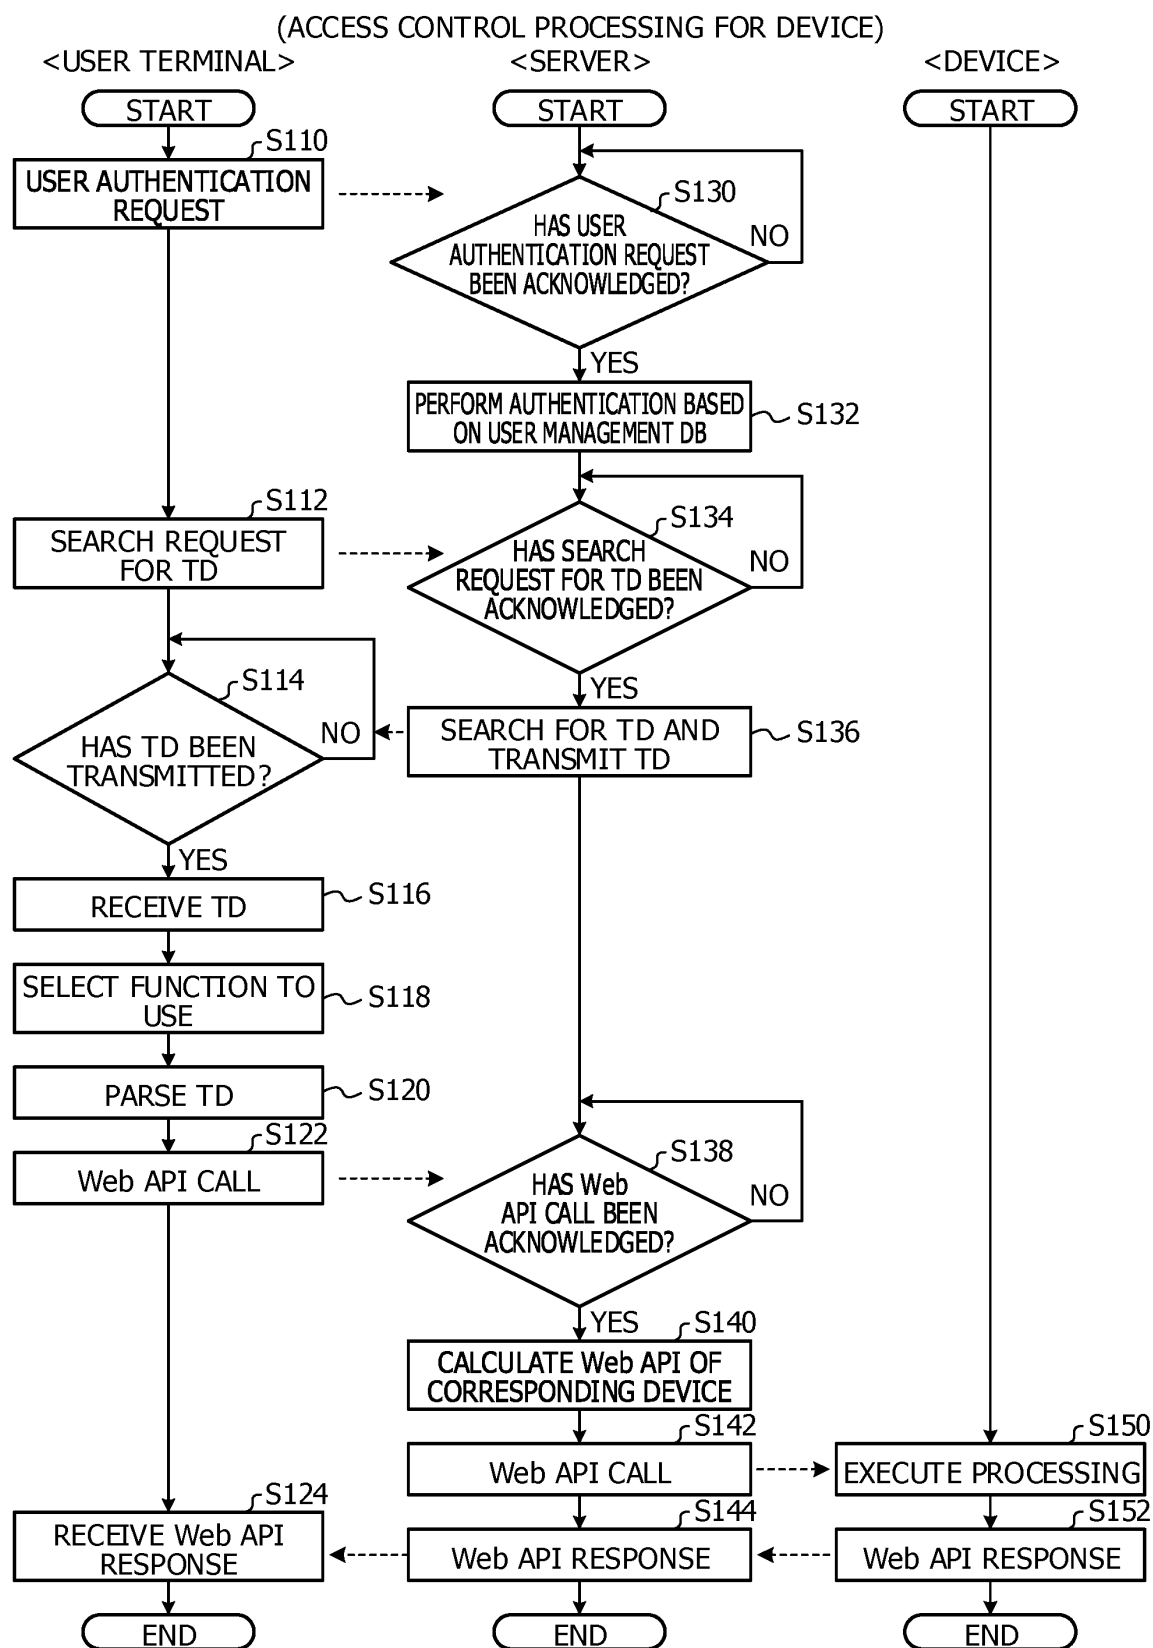 (ACCESS CONTROL PROCESSING FOR DEVICE)
<USER TERMINAL>
<SERVER>
<DEVICE>
START
START
START
S110
USER AUTHENTICATION
REQUEST
S130
HAS USER
AUTHENTICATION REQUEST
BEEN ACKNOWLEDGED?
NO
YES
PERFORM AUTHENTICATION BASED
ON USER MANAGEMENT DB
S132
S112
SEARCH REQUEST
FOR TD
S134
HAS SEARCH
REQUEST FOR TD BEEN
ACKNOWLEDGED?
NO
YES
S114
HAS TD BEEN
TRANSMITTED?
NO
SEARCH FOR TD AND
TRANSMIT TD
S136
YES
RECEIVE TD
S116
SELECT FUNCTION TO
USE
S118
PARSE TD
S120
S122
Web API CALL
S138
HAS Web
API CALL BEEN
ACKNOWLEDGED?
NO
YES
S140
CALCULATE Web API OF
CORRESPONDING DEVICE
S142
Web API CALL
S150
EXECUTE PROCESSING
S124
RECEIVE Web API
RESPONSE
S144
Web API RESPONSE
S152
Web API RESPONSE
END
END
END